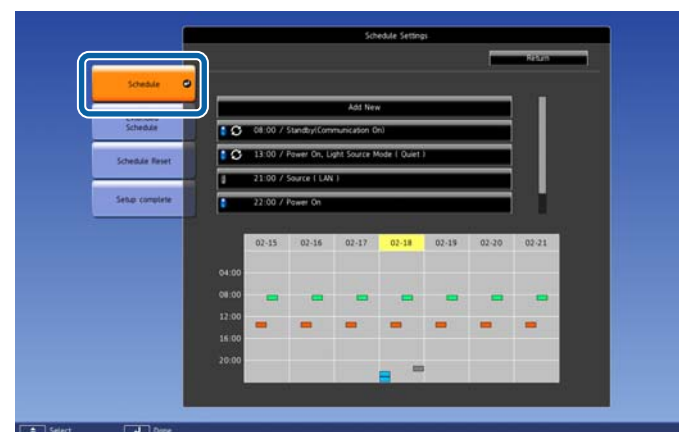 Schedule Settings
Return
Schedule
Schedule
Schedule Reset
Setup complete
Add New
08:00 / Standby(Communication On)
13:00 / Power On, Light Source Mode ( Quiet )
21:00 / Source ( LAN )
22:00 / Power On
02-15 02-16 02-17 02-18 02-19 02-20 02-21
04:00
08:00
12:00
16:00
20:00
Select Done